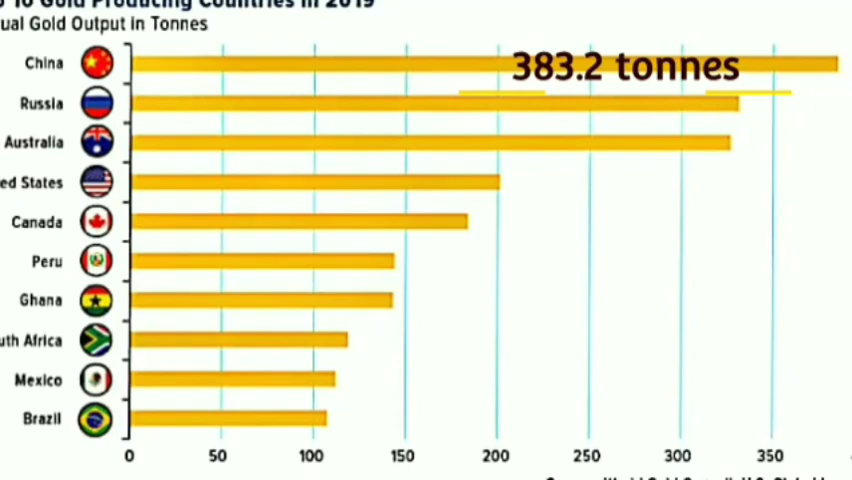 10 Gold Producing Countries in 2019
ual Gold Output in Tonnes
China
383.2 tonnes
Russia
Australia
ed States
Canada
Peru
Ghana
uth Africa
Mexico
Brazil
0 50 100 150 200 250 300 350